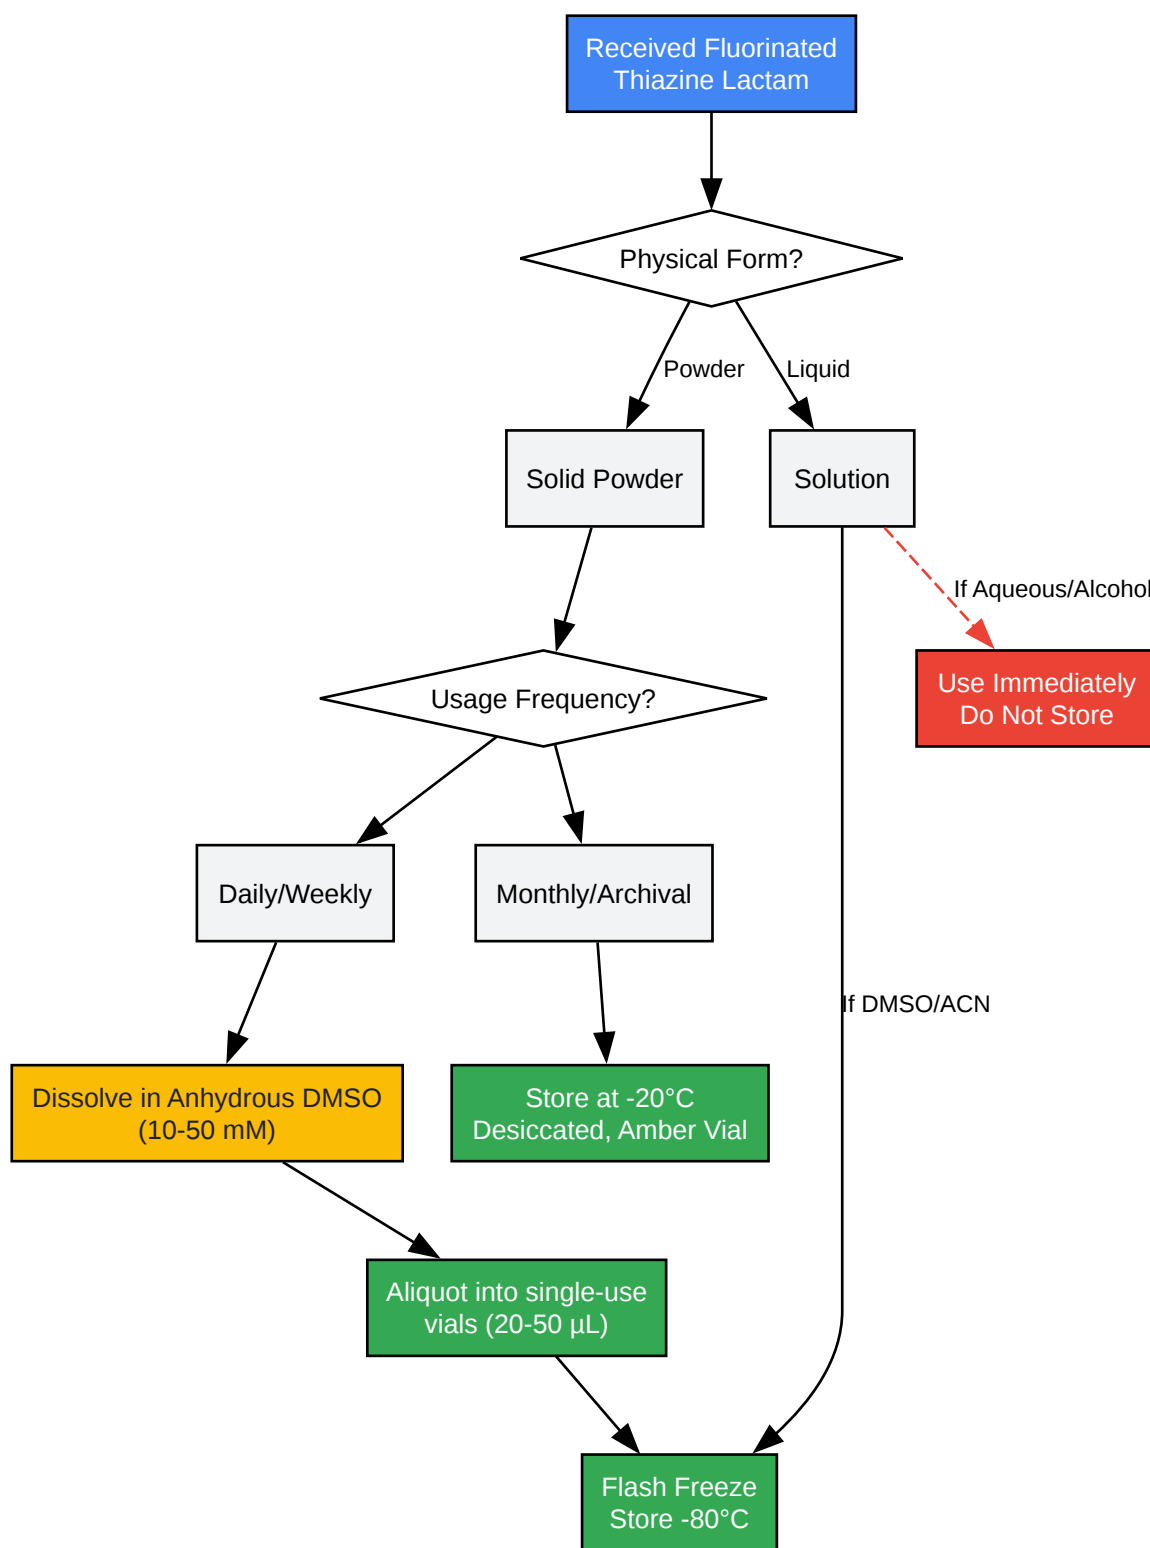 Received Fluorinated
Thiazine Lactam
Physical Form?
Powder
Liquid
Solid Powder
Solution
If Aqueous/Alcohol
Use Immediately
Do Not Store
Usage Frequency?
Daily/Weekly
Monthly/Archival
If DMSO/ACN
Dissolve in Anhydrous DMSO
(10-50 mM)
Store at -20°C
Desiccated, Amber Vial
Aliquot into single-use
vials (20-50 µL)
Flash Freeze
Store -80°C